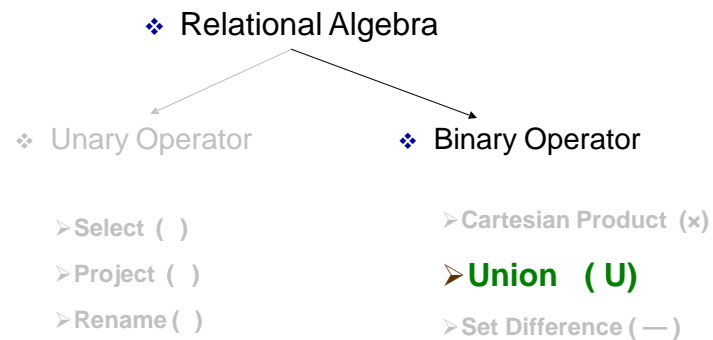 Relational Algebra
Unary Operator
Binary Operator
Select ( )
Project ( )
Rename ( )
Cartesian Product (×)
Union ( U)
Set Difference ( — )